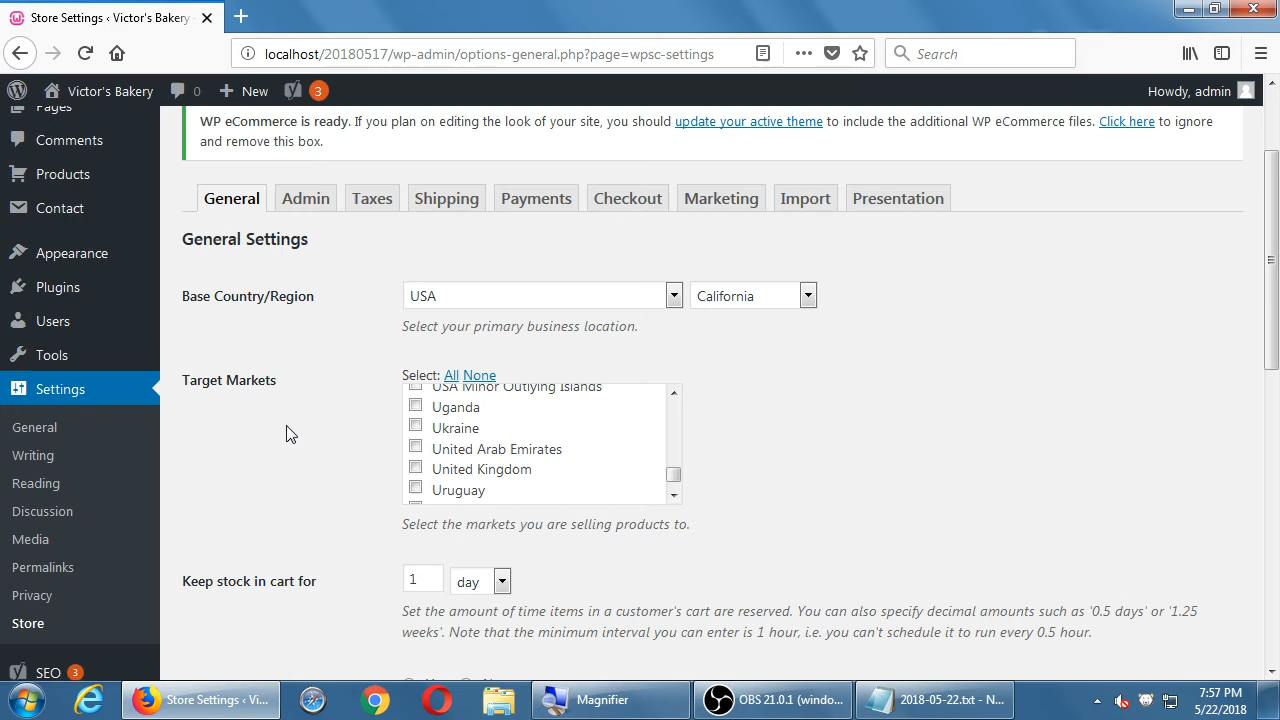 Store Settings ‹ Victor's Bakery
localhost/20180517/wp-admin/options-general.php?page=wpsc-settings
Search
Victor's Bakery
0
New
3
Howdy, admin
Pages
Comments
Products
Contact
Appearance
Plugins
Users
Tools
Settings
General
Writing
Reading
Discussion
Media
Permalinks
Privacy
Store
SEO 3
WP eCommerce is ready. If you plan on editing the look of your site, you should update your active theme to include the additional WP eCommerce files. Click here to ignore
and remove this box.
General
Admin
Taxes
Shipping
Payments
Checkout
Marketing
Import
Presentation
General Settings
Base Country/Region
USA
California
Select your primary business location.
Target Markets
Select: All None
USA Minor Outlying Islands
Uganda
Ukraine
United Arab Emirates
United Kingdom
Uruguay
Select the markets you are selling products to.
Keep stock in cart for
1
day
Set the amount of time items in a customer's cart are reserved. You can also specify decimal amounts such as '0.5 days' or '1.25
weeks'. Note that the minimum interval you can enter is 1 hour, i.e. you can't schedule it to run every 0.5 hour.
Store Settings ‹ Vi...
Magnifier
OBS 21.0.1 (windo...
2018-05-22.txt - N...
7:57 PM
5/22/2018